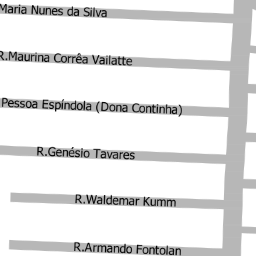 Maria Nunes da Silva
R.Maurina Corrêa Vailatte
Pessoa Espíndola (Dona Continha)
R.Genésio Tavares
R.Waldemar Kumm
R.Armando Fontolan